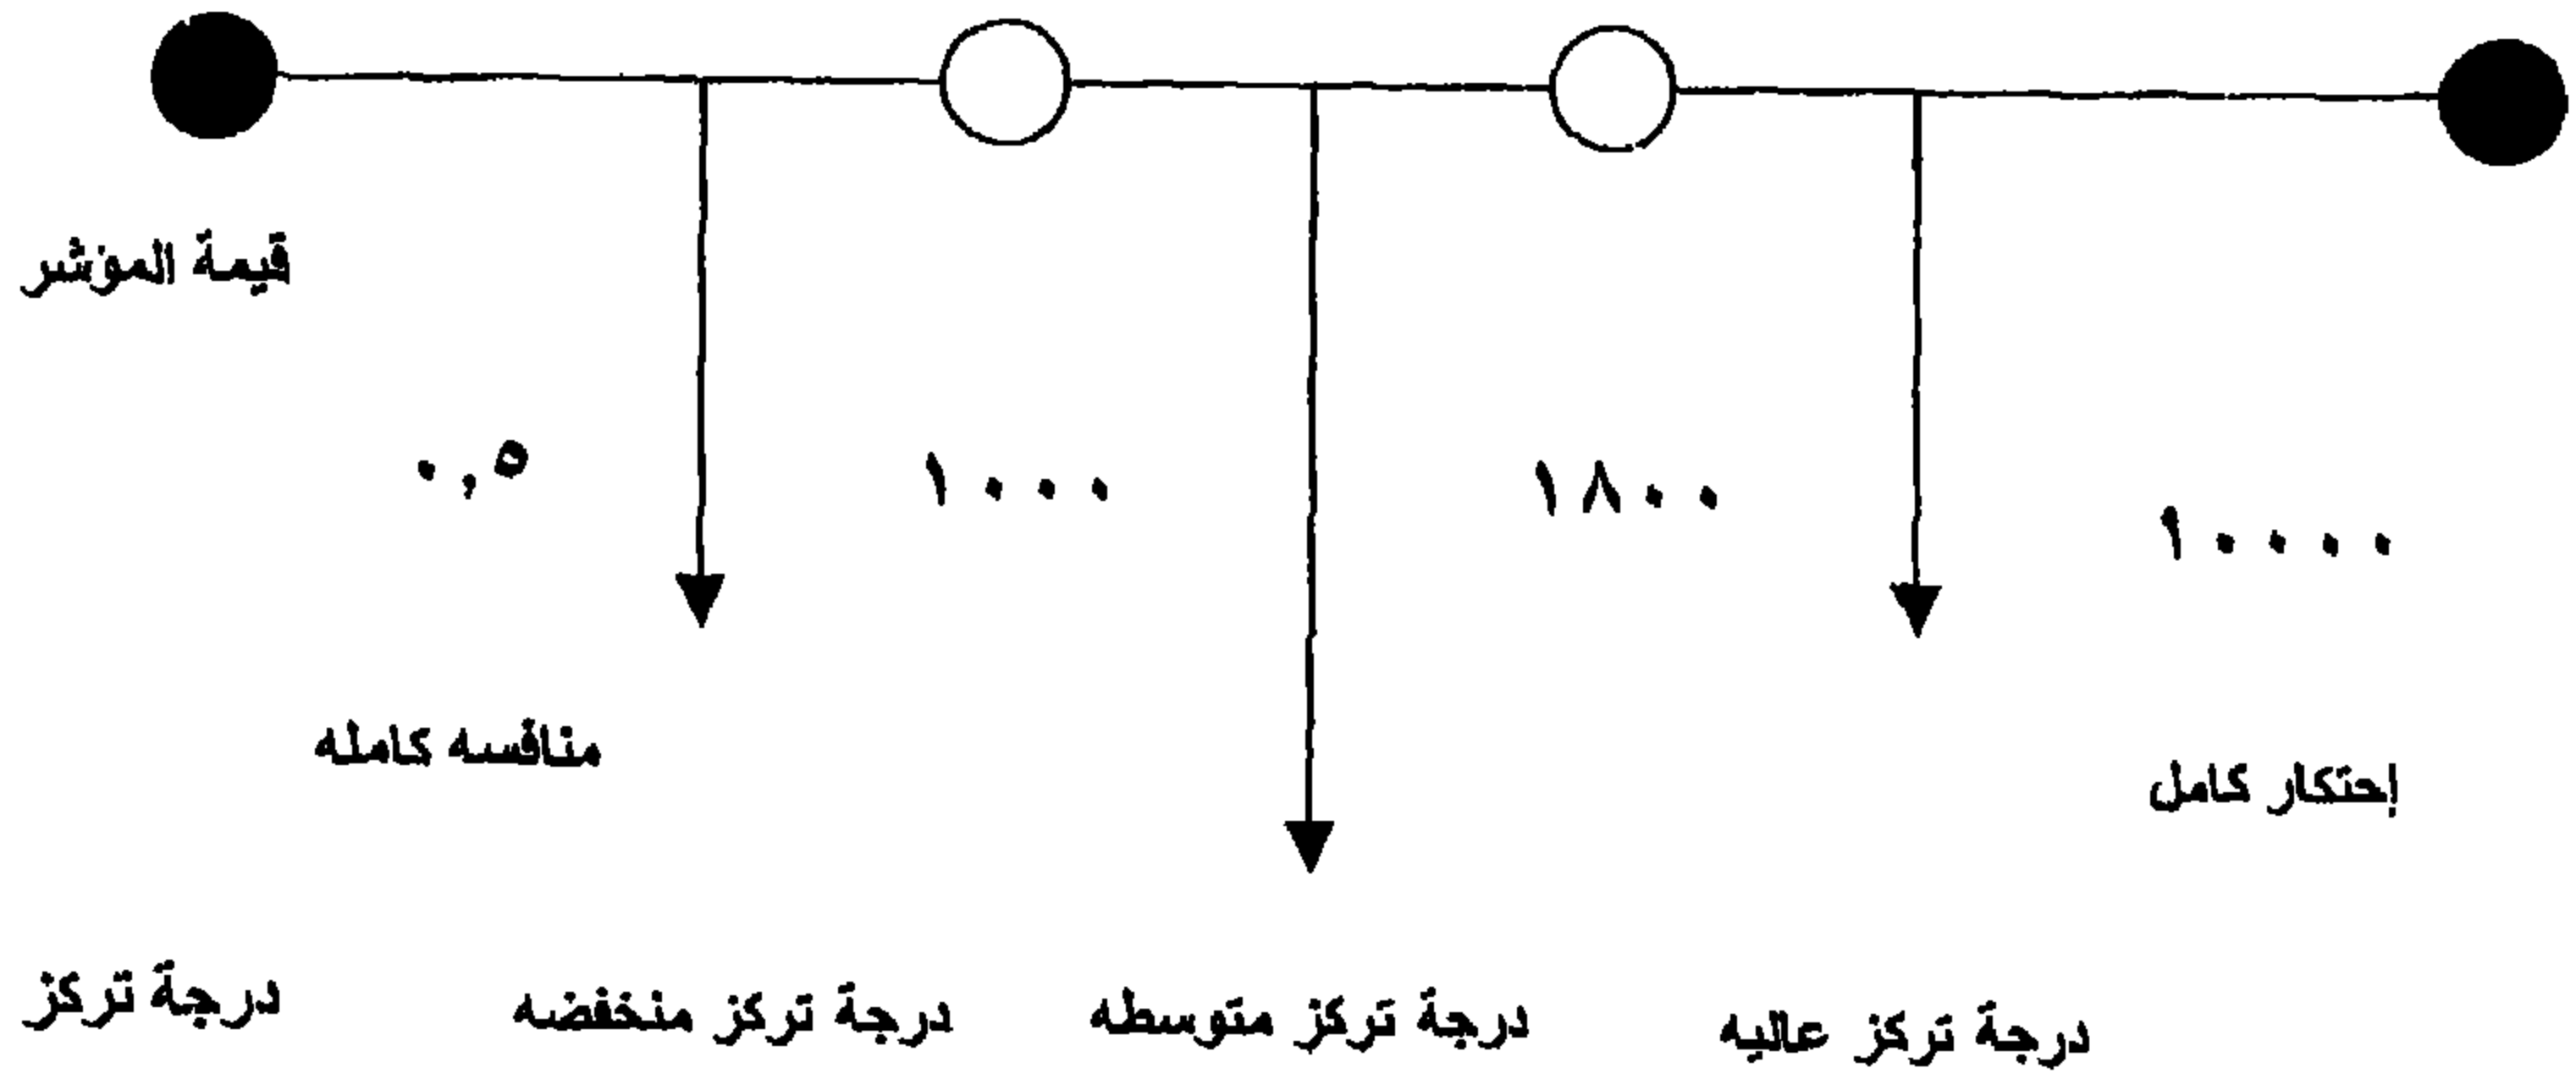 قيمة المؤشر
٠,٥
١٠٠٠
١٨٠٠
١٠٠٠٠
منافسه كامله
إحتكار كامل
درجة تركز
درجة تركز منخفضه
درجة تركز متوسطه
درجة تركز عاليه